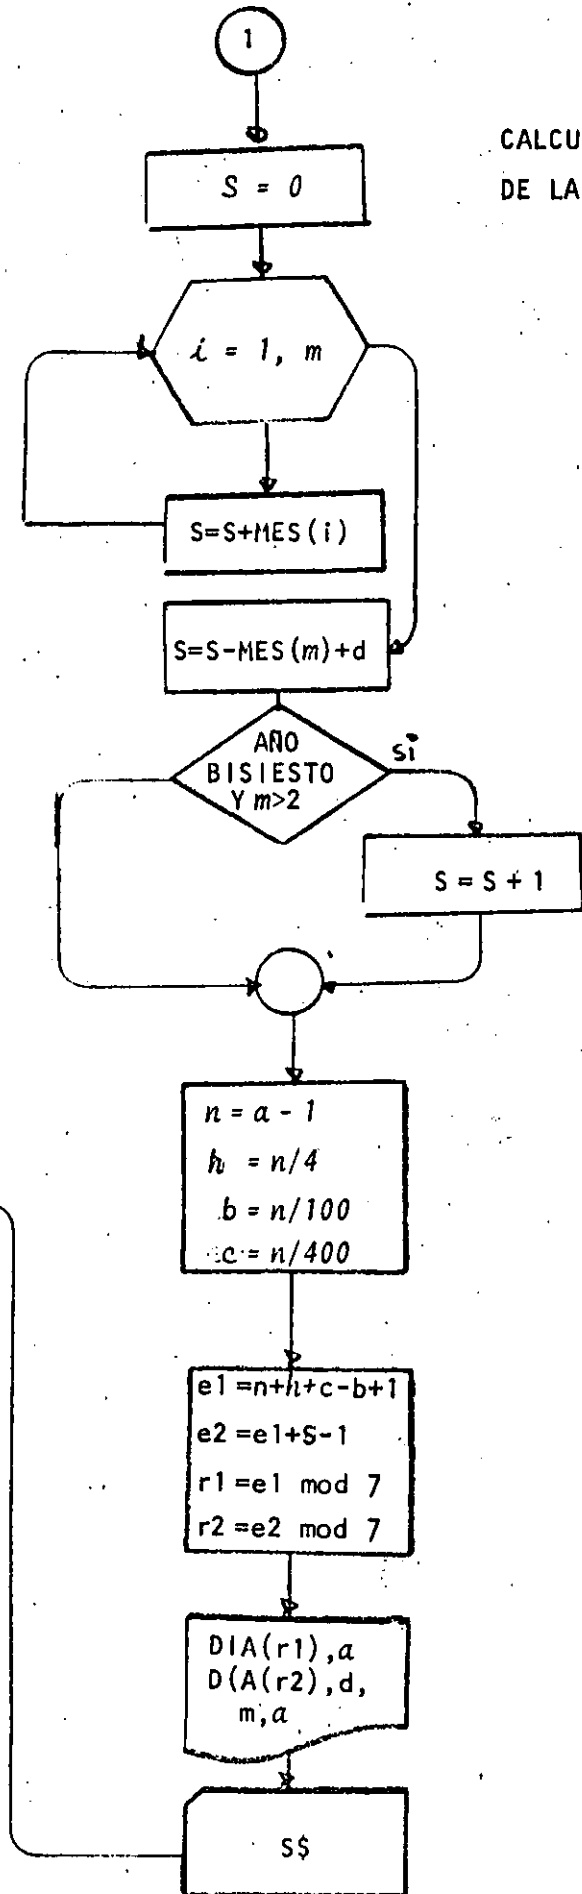 1
CALCU
DE LA
S = 0
i = 1, m
S=S+MES(i)
S=S-MES(m)+d
AÑO
BISIESTO
Y m>2
si
S = S + 1
n = a - 1
h = n/4
b = n/100
c = n/400
e1=n+h+c-b+1
e2=e1+S-1
r1=e1 mod 7
r2=e2 mod 7
DIA(r1),a
D(A(r2),d,
m,a
S$